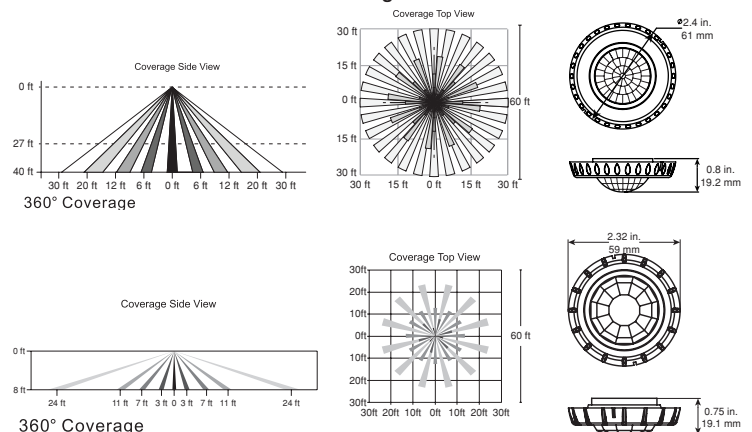 Coverage Side View
0 ft
27 ft
40 ft
30 ft 20 ft 12 ft 6 ft 0 ft 6 ft 12 ft 20 ft 30 ft
360° Coverage
Coverage Top View
30 ft
15 ft
0 ft
15 ft
30 ft
30 ft 15 ft 0 ft 15 ft 30 ft
60 ft
ø2.4 in.
61 mm
0.8 in.
19.2 mm
Coverage Side View
0 ft
8 ft
24 ft 11 ft 7 ft 3 ft 0 3 ft 7 ft 11 ft 24 ft
360° Coverage
Coverage Top View
30ft
20ft
10ft
0ft
10ft
20ft
30ft
30ft 20ft 10ft 0ft 10ft 20ft 30ft
60 ft
2.32 in.
59 mm
0.75 in.
19.1 mm